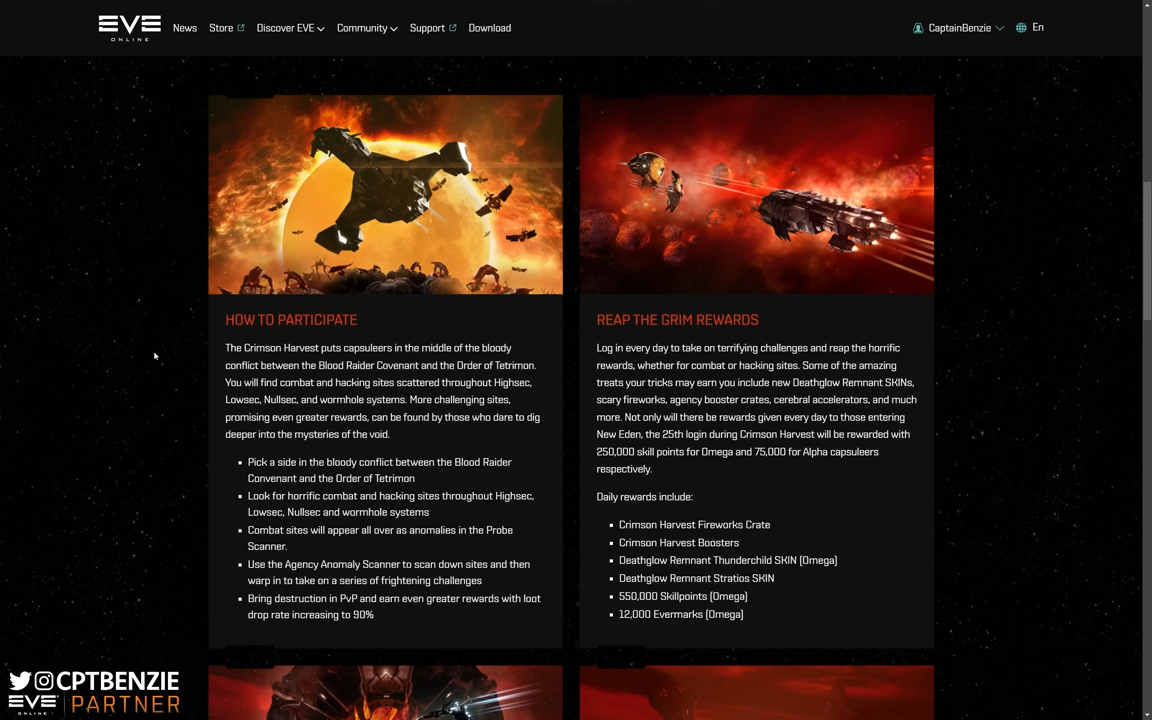 EVE
ONLINE
News
Store
Discover EVE
Community
Support
Download
CaptainBenzie
En
HOW TO PARTICIPATE
The Crimson Harvest puts capsuleers in the middle of the bloody
conflict between the Blood Raider Covenant and the Order of Tetrimon.
You will find combat and hacking sites scattered throughout Highsec,
Lowsec, Nullsec, and wormhole systems. More challenging sites,
promising even greater rewards, can be found by those who dare to dig
deeper into the mysteries of the void.
Pick a side in the bloody conflict between the Blood Raider
Convenant and the Order of Tetrimon
Look for horrific combat and hacking sites throughout Highsec,
Lowsec, Nullsec and wormhole systems
Combat sites will appear all over as anomalies in the Probe
Scanner.
Use the Agency Anomaly Scanner to scan down sites and then
warp in to take on a series of frightening challenges
Bring destruction in PvP and earn even greater rewards with loot
drop rate increasing to 90%
REAP THE GRIM REWARDS
Log in every day to take on terrifying challenges and reap the horrific
rewards, whether for combat or hacking sites. Some of the amazing
treats your tricks may earn you include new Deathglow Remnant SKINs,
scary fireworks, agency booster crates, cerebral accelerators, and much
more. Not only will there be rewards given every day to those entering
New Eden, the 25th login during Crimson Harvest will be rewarded with
250,000 skill points for Omega and 75,000 for Alpha capsuleers
respectively.
Daily rewards include:
Crimson Harvest Fireworks Crate
Crimson Harvest Boosters
Deathglow Remnant Thunderchild SKIN (Omega)
Deathglow Remnant Stratios SKIN
550,000 Skillpoints (Omega)
12,000 Evermarks (Omega)
CPTBENZIE
EVE
ONLINE
PARTNER